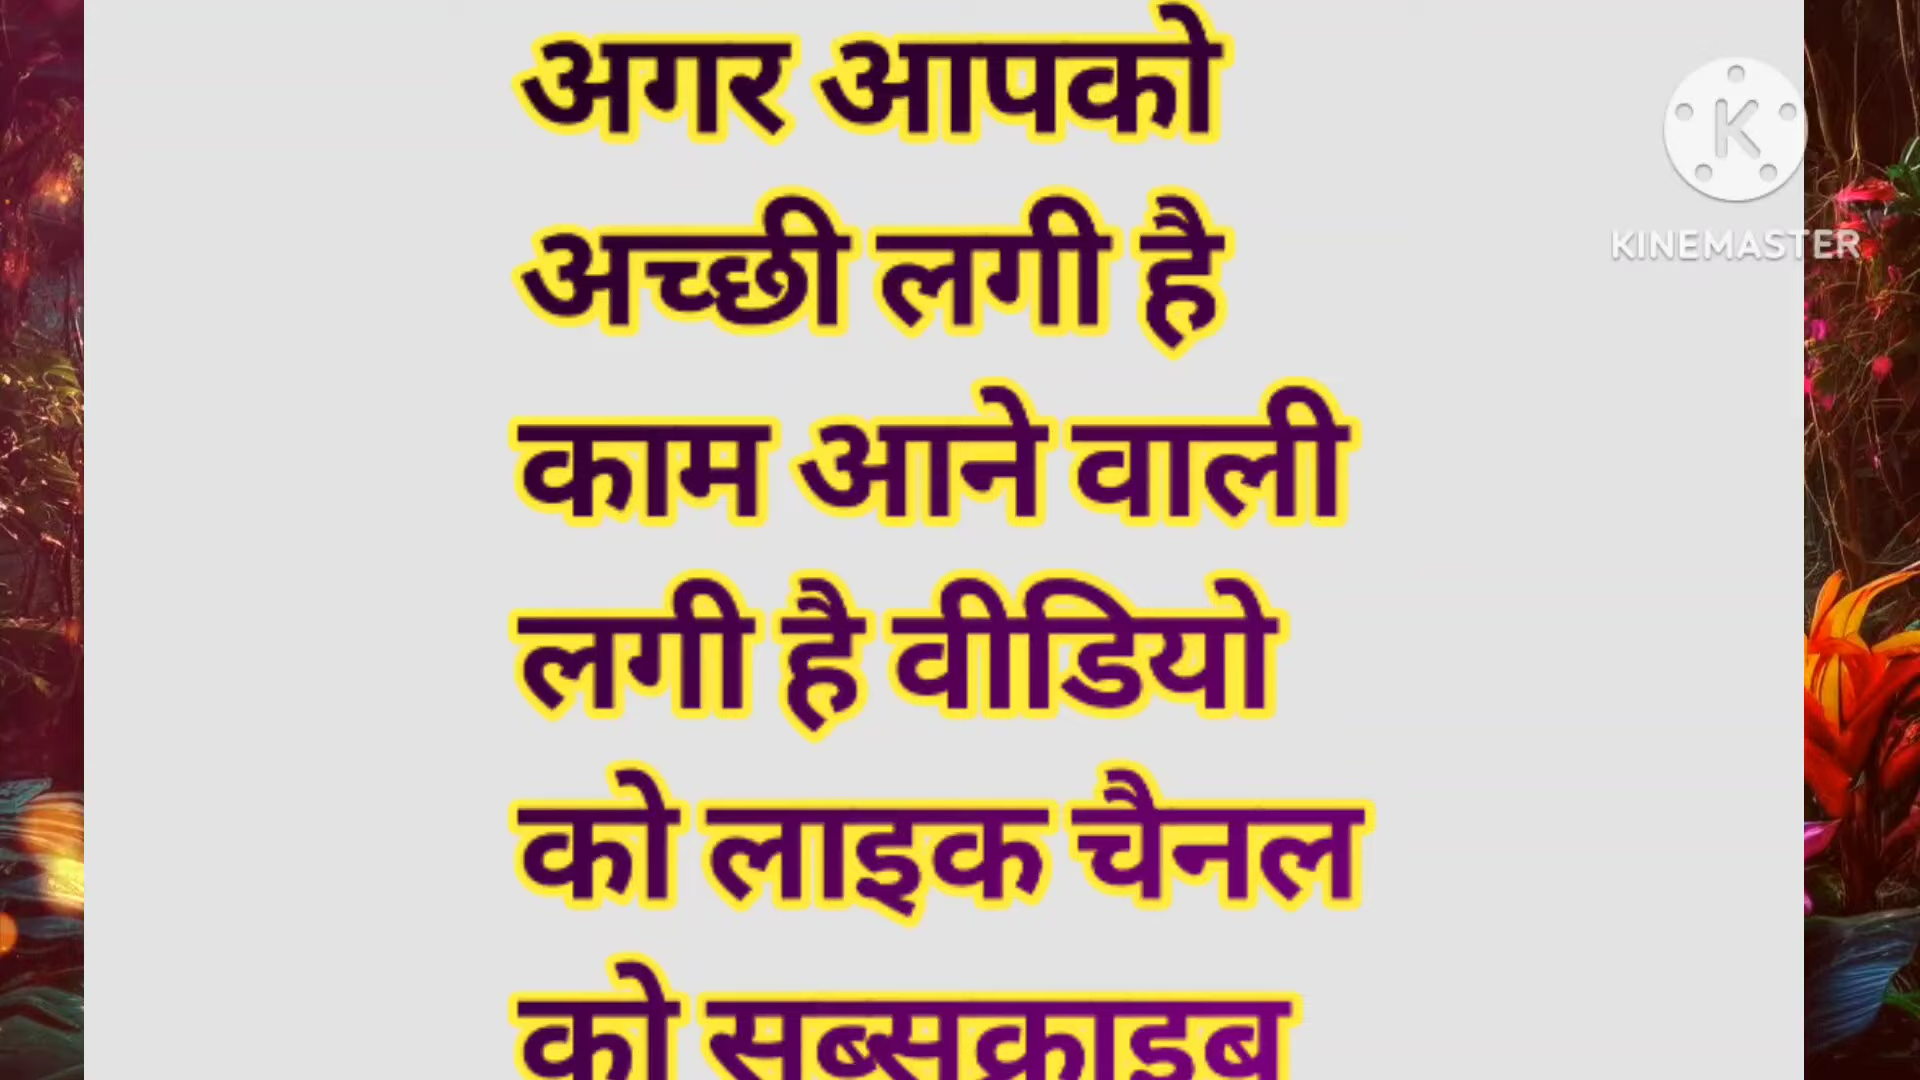 अगर आपको
अच्छी लगी है
काम आने वाली
लगी है वीडियो
को लाइक चैनल
को सब्सक्राइब
KINEMASTER